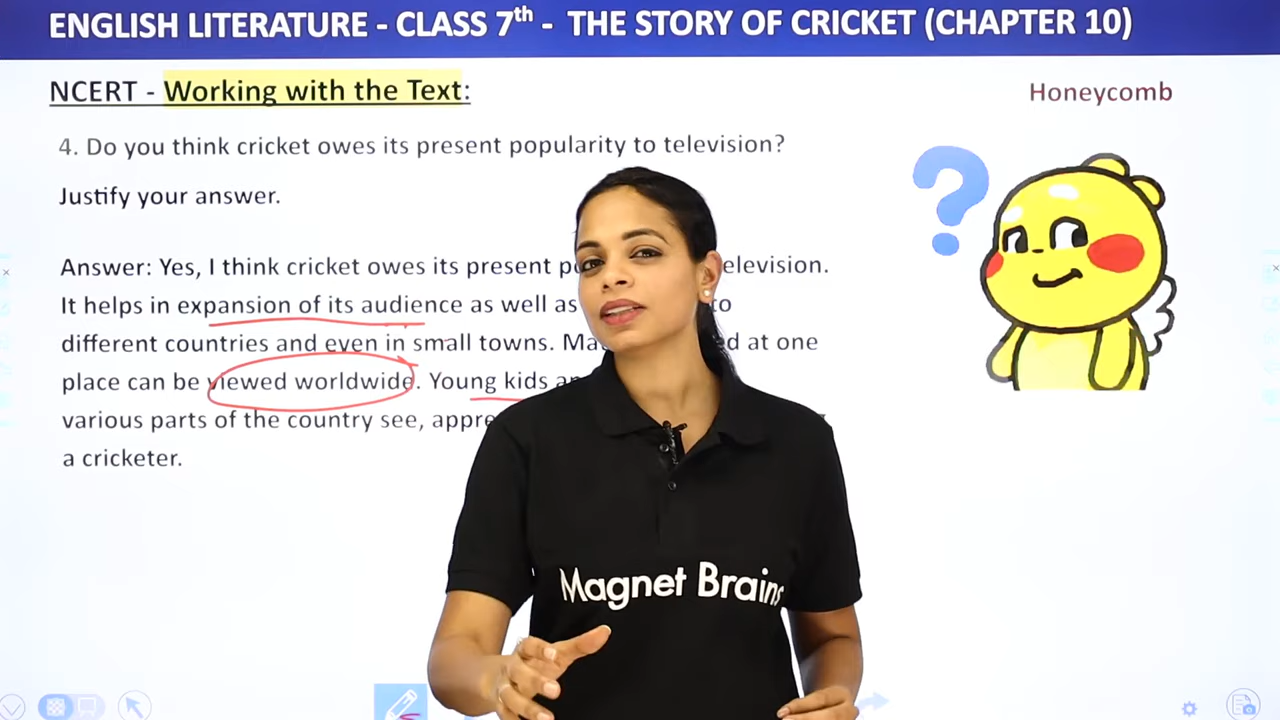 ENGLISH LITERATURE - CLASS 7th - THE STORY OF CRICKET (CHAPTER 10)
NCERT - Working with the Text:
Honeycomb
4. Do you think cricket owes its present popularity to television?
Justify your answer.
Answer: Yes, I think cricket owes its present
It helps in expansion of its audience as well as to
different countries and even in small towns. at one
place can be viewed worldwide. Young kids
various parts of the country see,
a cricketer.
Magnet Brains